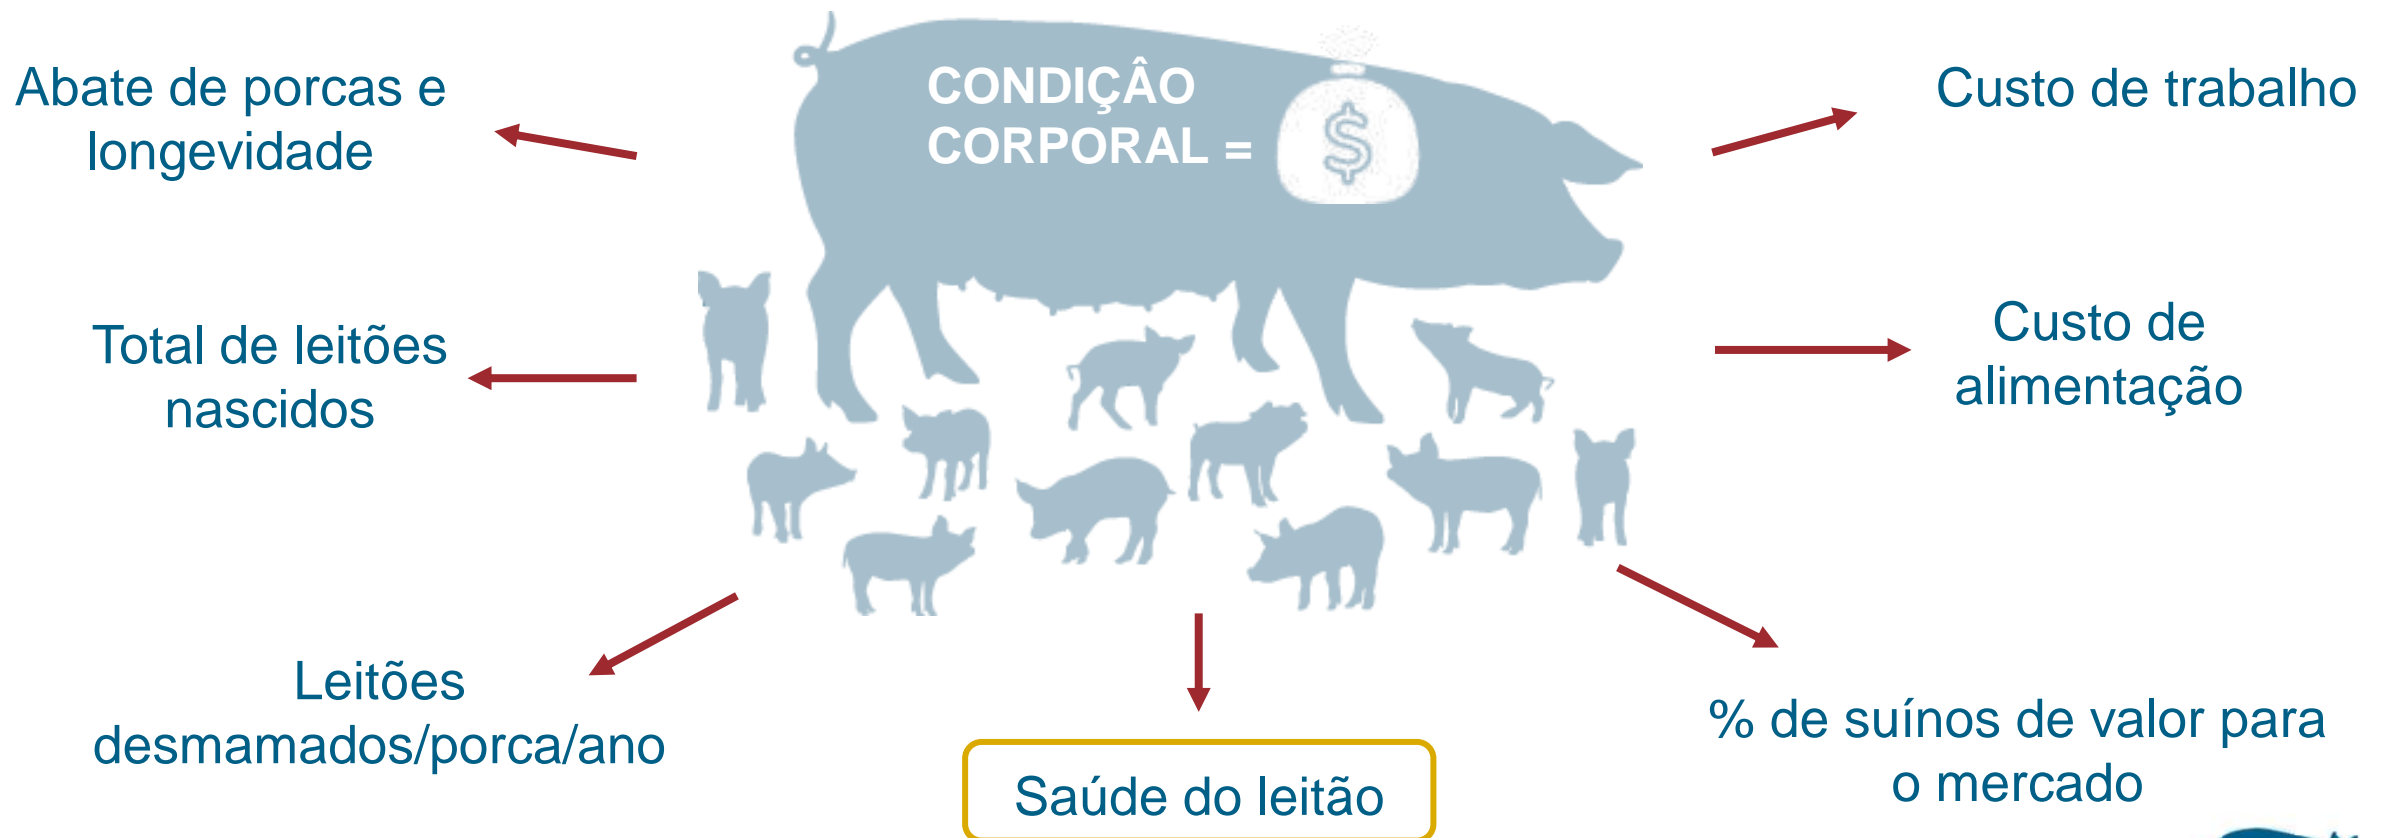 CONDIÇÂO
CORPORAL =
$
Abate de porcas e
longevidade
Custo de trabalho
Total de leitões
nascidos
Custo de
alimentação
Leitões
desmamados/porca/ano
Saúde do leitão
% de suínos de valor para
o mercado